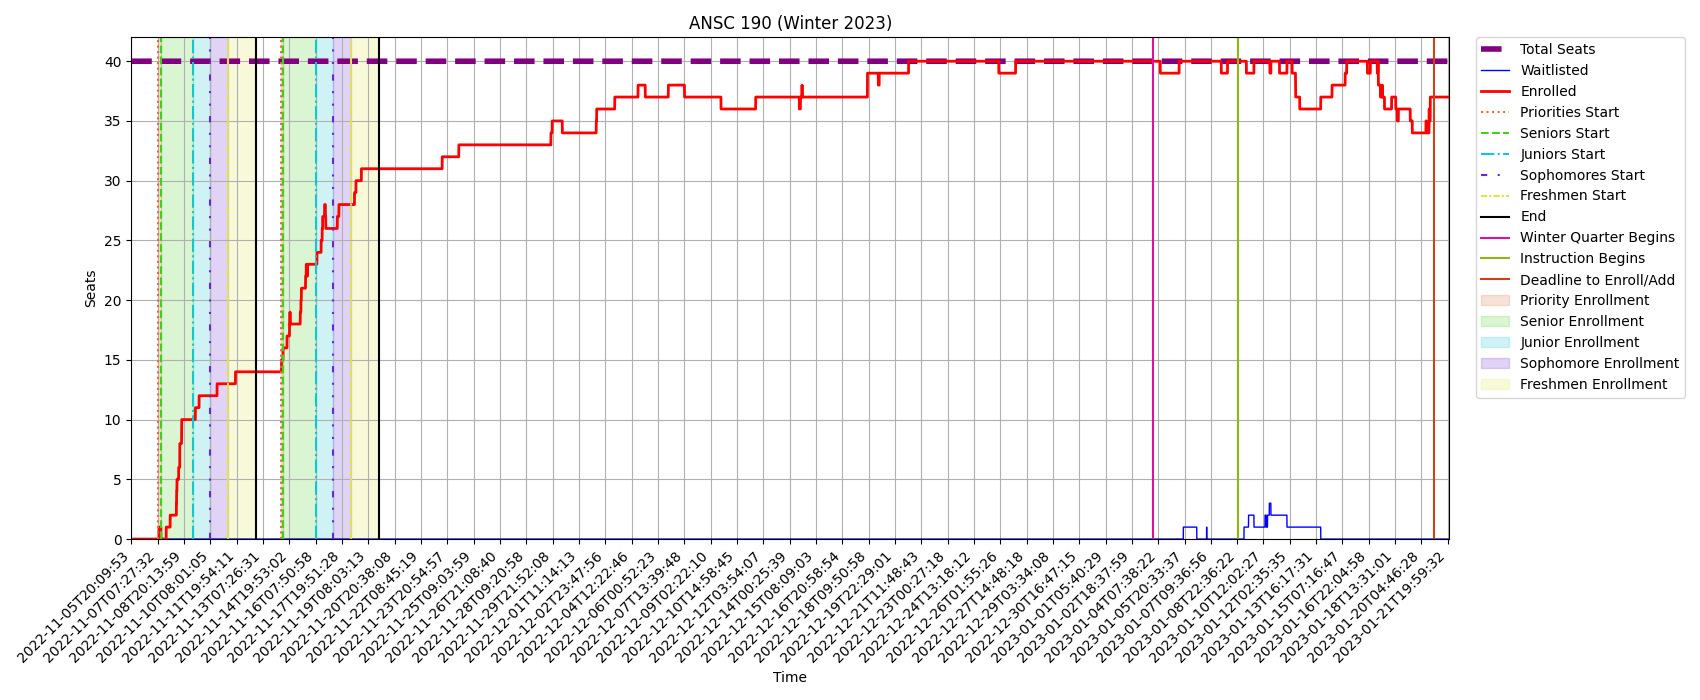 ANSC 190 (Winter 2023)
Seats
40
35
30
25
20
15
10
5
0
2022-11-05T20:09:53
2022-11-07T07:27:32
2022-11-08T20:13:59
2022-11-10T08:01:05
2022-11-11T19:54:11
2022-11-13T07:26:31
2022-11-14T19:53:02
2022-11-16T07:50:58
2022-11-17T19:51:28
2022-11-19T08:03:13
2022-11-20T20:38:08
2022-11-22T08:45:19
2022-11-23T20:54:57
2022-11-25T09:03:59
2022-11-26T21:08:40
2022-11-28T09:20:58
2022-11-29T21:52:08
2022-12-01T11:14:13
2022-12-02T23:47:56
2022-12-04T12:22:46
2022-12-06T00:52:23
2022-12-07T13:39:48
2022-12-09T02:22:10
2022-12-10T14:58:45
2022-12-12T03:54:07
2022-12-14T00:25:39
2022-12-15T08:09:03
2022-12-16T20:58:54
2022-12-18T09:50:58
2022-12-19T22:29:01
2022-12-21T11:48:43
2022-12-23T00:27:18
2022-12-24T13:18:12
2022-12-26T01:55:26
2022-12-27T14:48:18
2022-12-29T03:34:08
2022-12-30T16:47:15
2023-01-01T05:40:29
2023-01-02T18:37:59
2023-01-04T07:38:22
2023-01-05T20:33:37
2023-01-07T09:36:56
2023-01-08T22:36:22
2023-01-10T12:02:27
2023-01-12T02:35:35
2023-01-13T16:17:31
2023-01-15T07:16:47
2023-01-16T22:04:58
2023-01-18T13:31:01
2023-01-20T04:46:28
2023-01-21T19:59:32
Time
Total Seats
Waitlisted
Enrolled
Priorities Start
Seniors Start
Juniors Start
Sophomores Start
Freshmen Start
End
Winter Quarter Begins
Instruction Begins
Deadline to Enroll/Add
Priority Enrollment
Senior Enrollment
Junior Enrollment
Sophomore Enrollment
Freshmen Enrollment